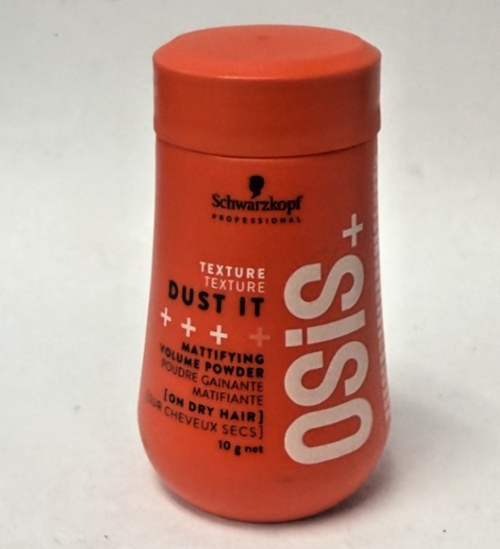 Schwarzkopf
PROFESSIONAL
TEXTURE
TEXTURE
DUST IT
+ + + +
MATTIFYING
VOLUME POWDER
POUDRE GAINANTE
MATIFIANTE
[ON DRY HAIR]
CHEVEUX SECS]
10 g net
OSiS+